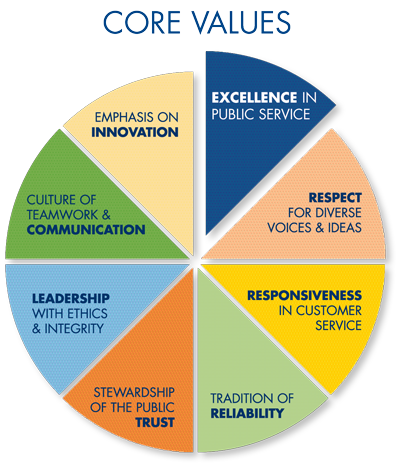 CORE VALUES
EXCELLENCE IN
PUBLIC SERVICE
RESPECT
FOR DIVERSE
VOICES & IDEAS
RESPONSIVENESS
IN CUSTOMER
SERVICE
TRADITION OF
RELIABILITY
STEWARDSHIP
OF THE PUBLIC
TRUST
LEADERSHIP
WITH ETHICS
& INTEGRITY
CULTURE OF
TEAMWORK &
COMMUNICATION
EMPHASIS ON
INNOVATION